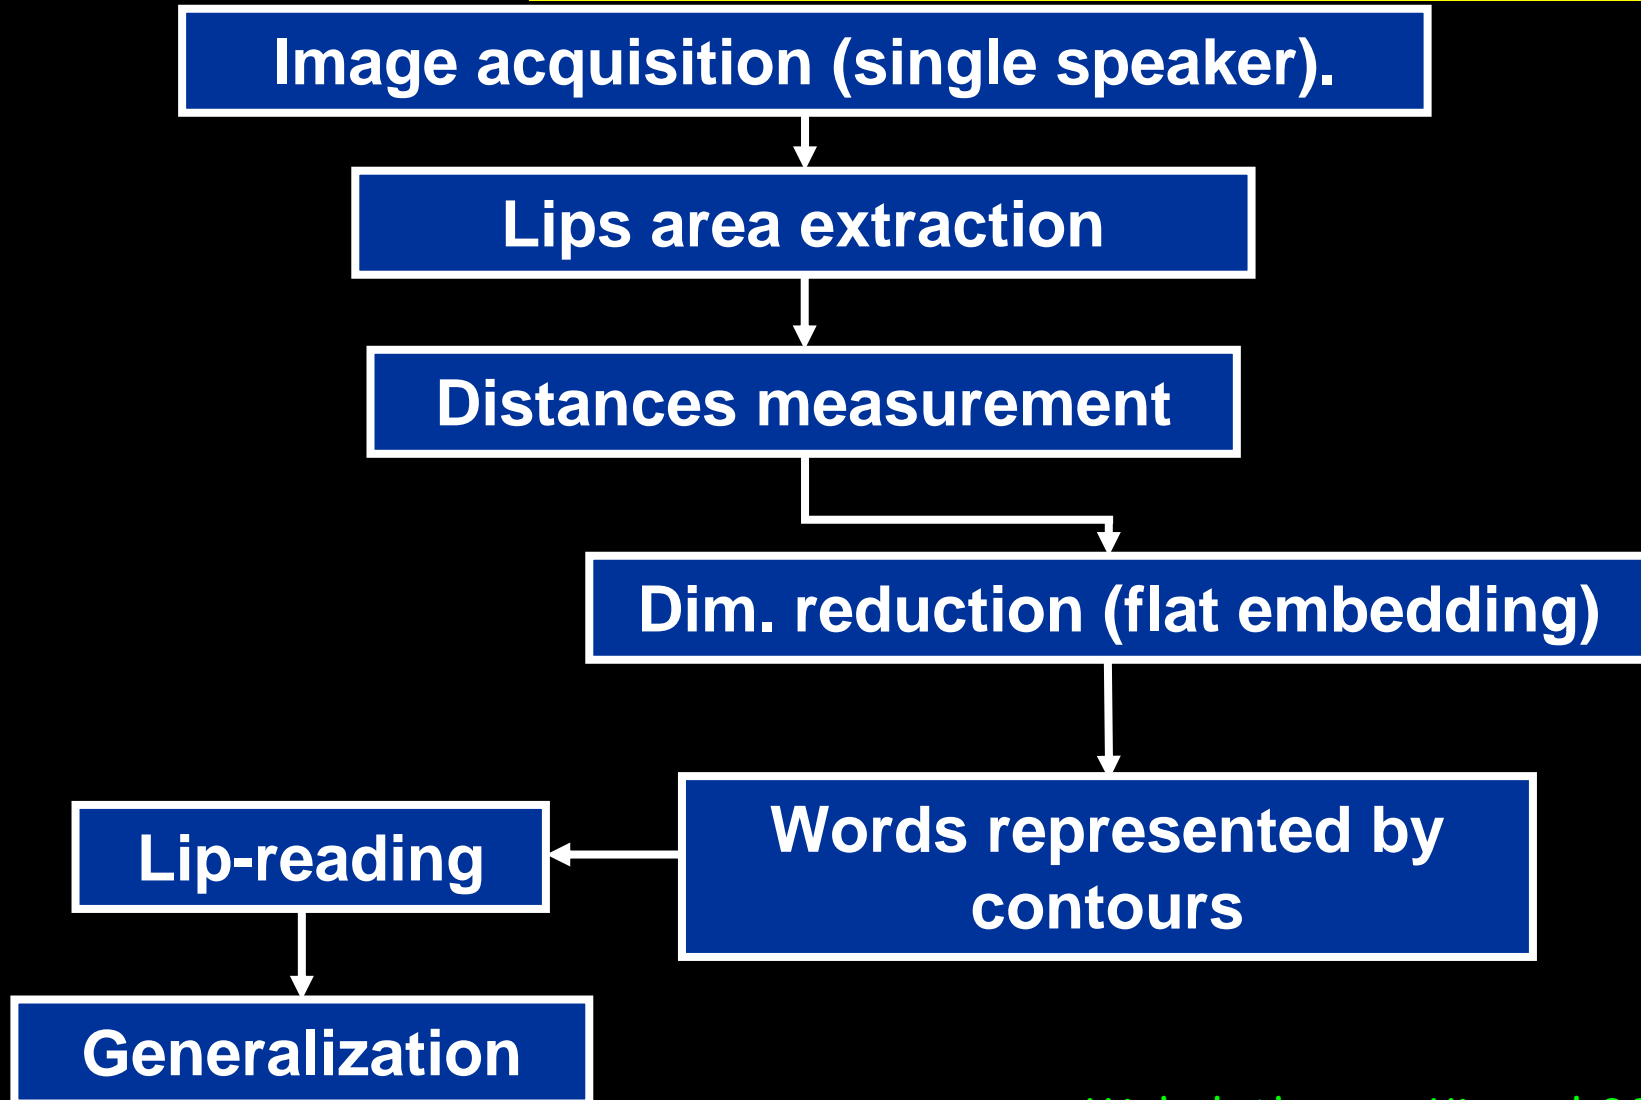 Image acquisition (single speaker).
Lips area extraction
Distances measurement
Dim. reduction (flat embedding)
Words represented by
contours
Lip-reading
Generalization